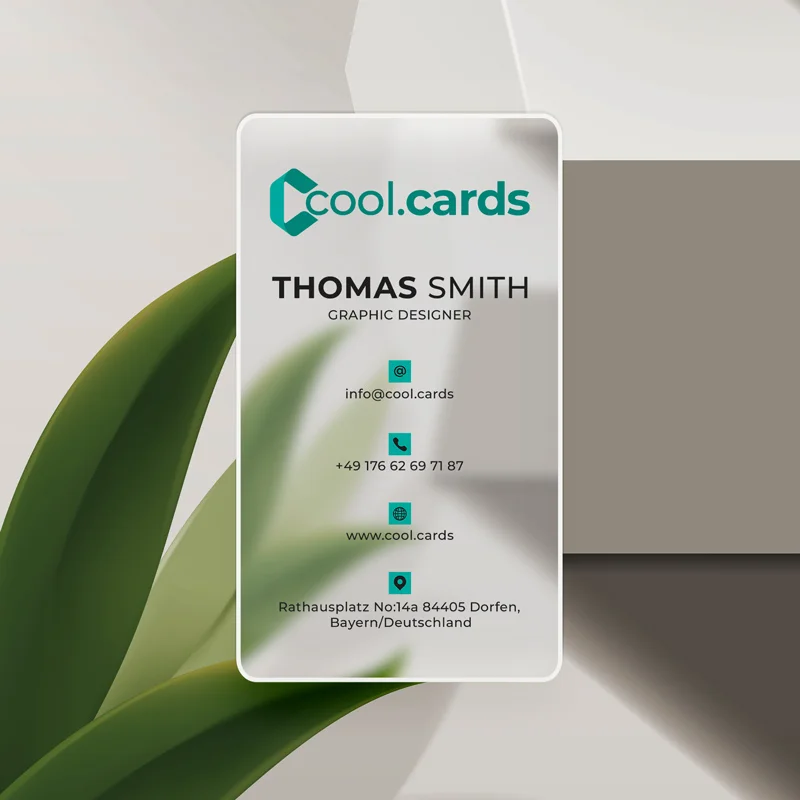 cool.cards
THOMAS SMITH
GRAPHIC DESIGNER
info@cool.cards
+49 176 62 69 71 87
www.cool.cards
Rathausplatz No:14a 84405 Dorfen,
Bayern/Deutschland